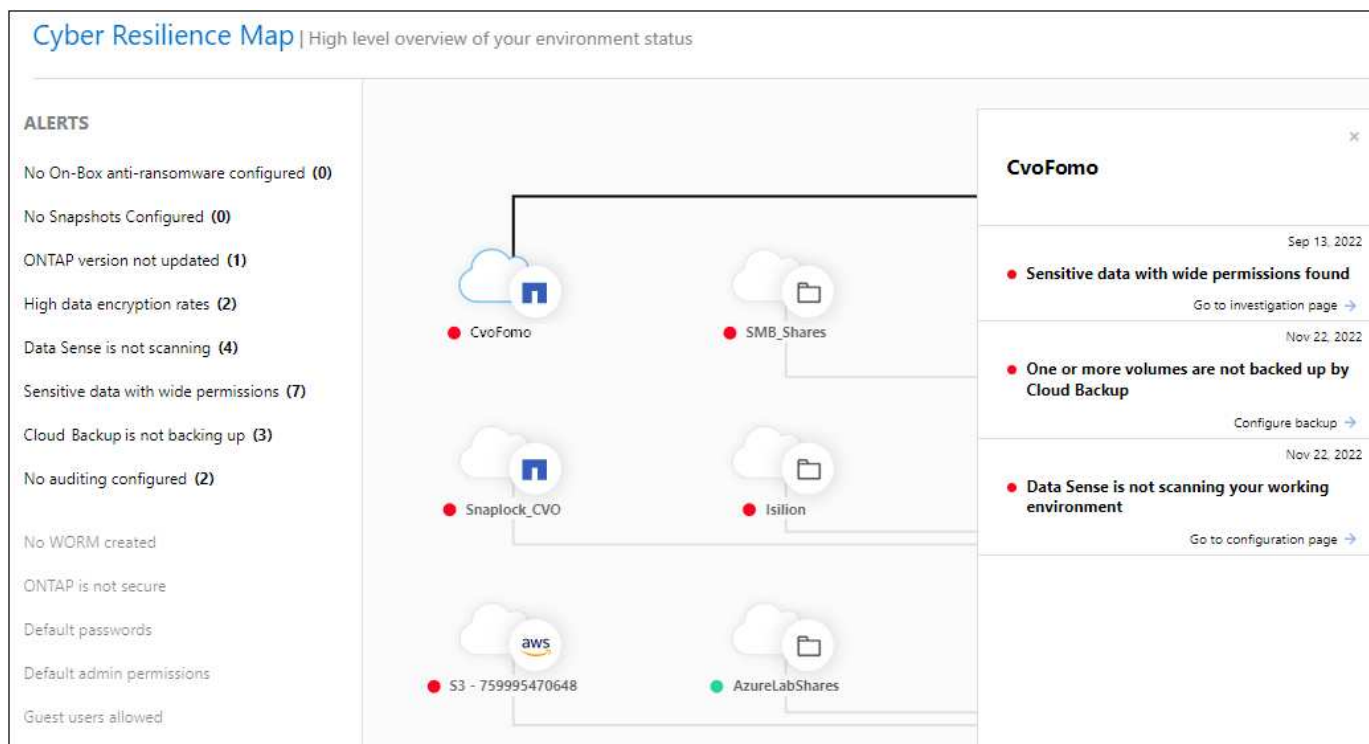 Cyber Resilience Map | High level overview of your environment status
ALERTS
No On-Box anti-ransomware configured (0)
No Snapshots Configured (0)
ONTAP version not updated (1)
High data encryption rates (2)
Data Sense is not scanning (4)
Sensitive data with wide permissions (7)
Cloud Backup is not backing up (3)
No auditing configured (2)
No WORM created
ONTAP is not secure
Default passwords
Default admin permissions
Guest users allowed
CvoFomo
SMB_Shares
Snaplock_CVO
Isilion
aws
S3 - 759995470648
AzureLabShares
×
CvoFomo
Sep 13, 2022
Sensitive data with wide permissions found
Go to investigation page →
Nov 22, 2022
One or more volumes are not backed up by
Cloud Backup
Configure backup →
Nov 22, 2022
Data Sense is not scanning your working
environment
Go to configuration page →